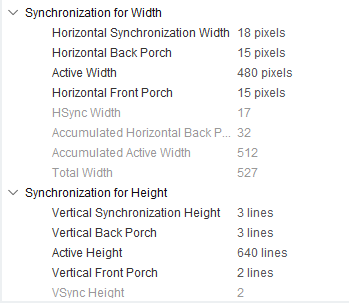 Synchronization for Width
Horizontal Synchronization Width 18 pixels
Horizontal Back Porch 15 pixels
Active Width 480 pixels
Horizontal Front Porch 15 pixels
HSync Width 17
Accumulated Horizontal Back P... 32
Accumulated Active Width 512
Total Width 527
Synchronization for Height
Vertical Synchronization Height 3 lines
Vertical Back Porch 3 lines
Active Height 640 lines
Vertical Front Porch 2 lines
VSync Height 2